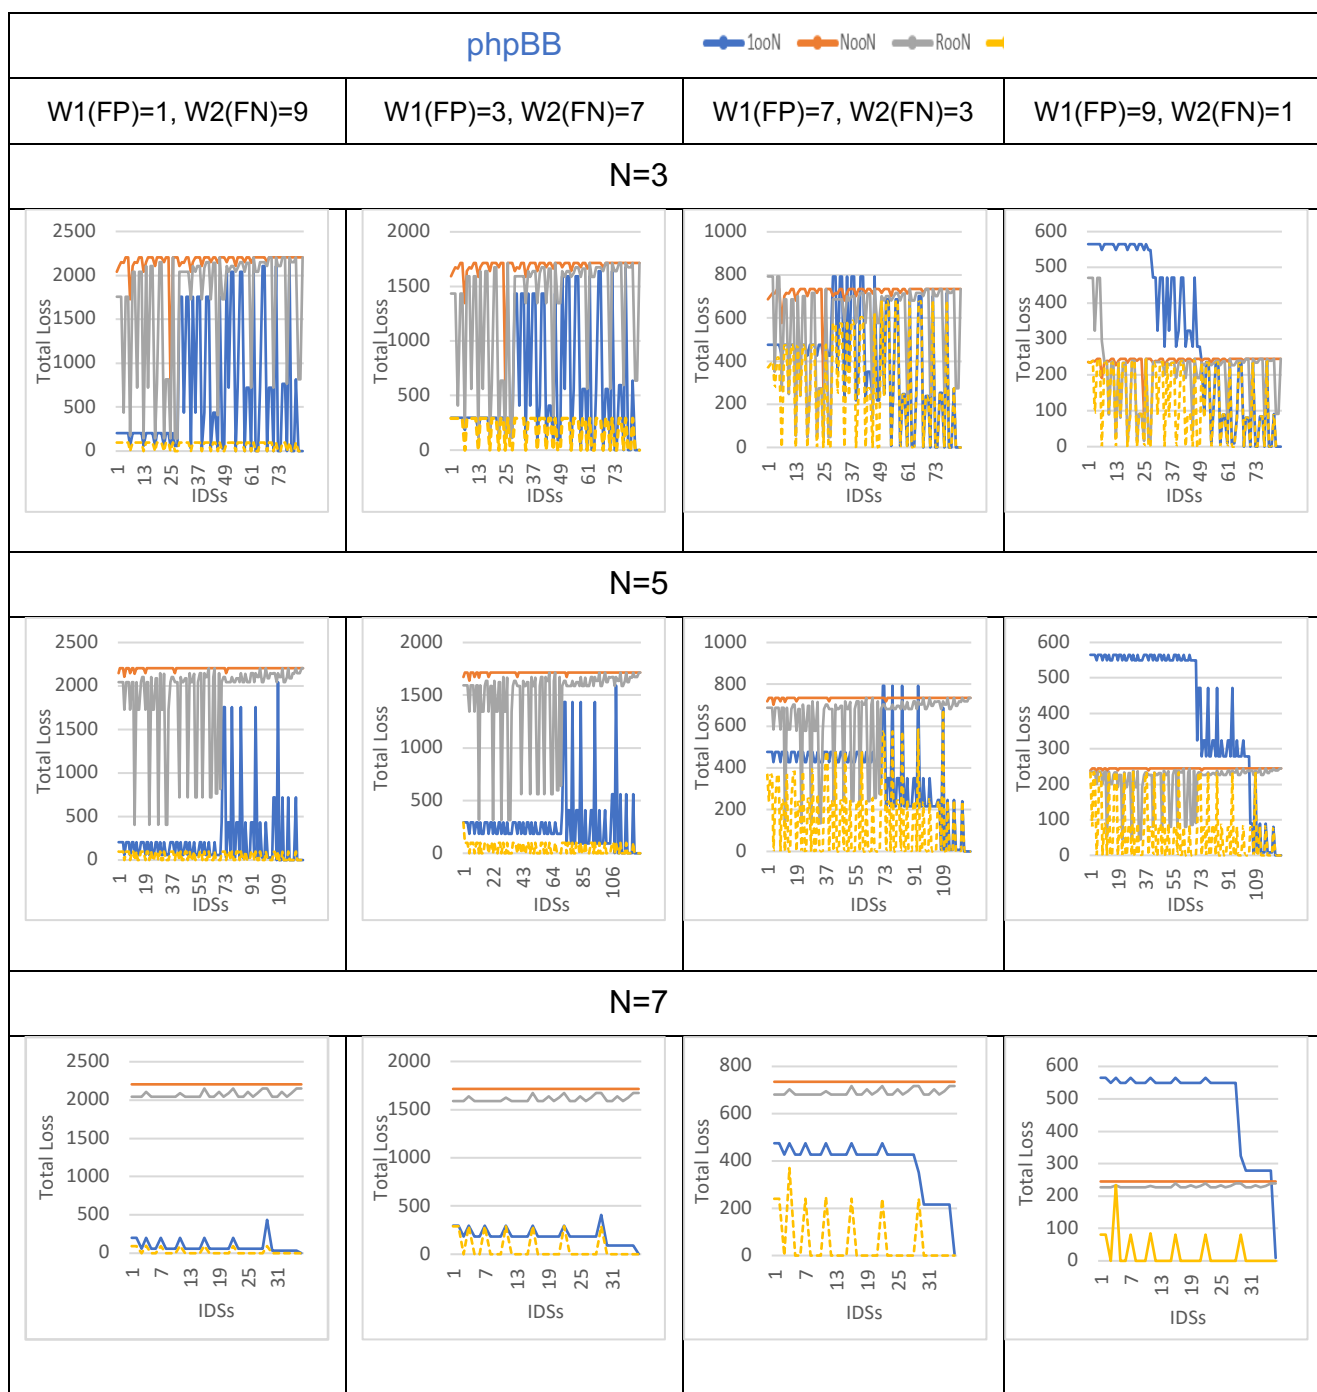 phpBB 1ooN NooN RooN
W1(FP)=1, W2(FN)=9 W1(FP)=3, W2(FN)=7 W1(FP)=7, W2(FN)=3 W1(FP)=9, W2(FN)=1
N=3
2500
2000
1500
1000
500
0
Total Loss
1 13 25 37 49 61 73
IDSs
2000
1500
1000
500
0
Total Loss
1 13 25 37 49 61 73
IDSs
1000
800
600
400
200
0
Total Loss
1 13 25 37 49 61 73
IDSs
600
500
400
300
200
100
0
Total Loss
1 13 25 37 49 61 73
IDSs
N=5
2500
2000
1500
1000
500
0
Total Loss
1 19 37 55 73 91 109
IDSs
2000
1500
1000
500
0
Total Loss
1 22 43 64 85 106
IDSs
1000
800
600
400
200
0
Total Loss
1 19 37 55 73 91 109
IDSs
600
500
400
300
200
100
0
Total Loss
1 19 37 55 73 91 109
IDSs
N=7
2500
2000
1500
1000
500
0
Total Loss
1 7 13 19 25 31
IDSs
2000
1500
1000
500
0
Total Loss
1 7 13 19 25 31
IDSs
800
600
400
200
0
Total Loss
1 7 13 19 25 31
IDSs
600
500
400
300
200
100
0
Total Loss
1 7 13 19 25 31
IDSs